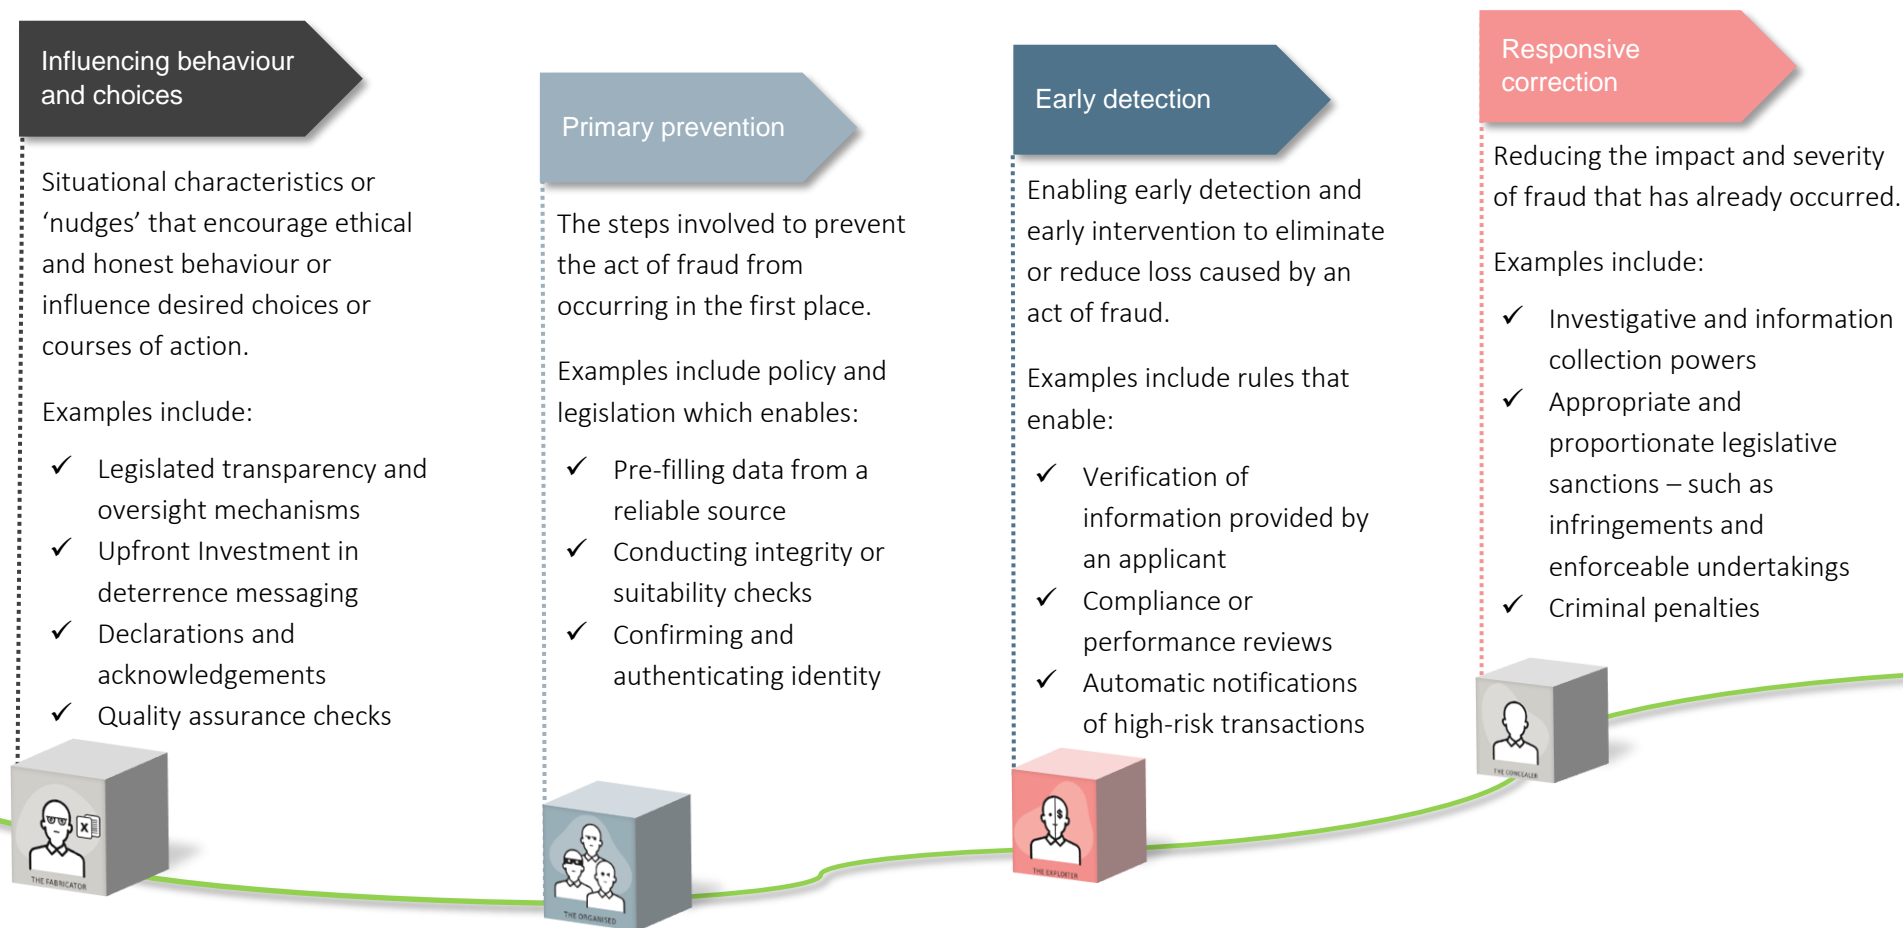 Influencing behaviour
and choices
Situational characteristics or
‘nudges’ that encourage ethical
and honest behaviour or
influence desired choices or
courses of action.
Examples include:
✓ Legislated transparency and
oversight mechanisms
✓ Upfront Investment in
deterrence messaging
✓ Declarations and
acknowledgements
✓ Quality assurance checks
THE FABRICATOR
Primary prevention
The steps involved to prevent
the act of fraud from
occurring in the first place.
Examples include policy and
legislation which enables:
✓ Pre-filling data from a
reliable source
✓ Conducting integrity or
suitability checks
✓ Confirming and
authenticating identity
THE ORGANISED
Early detection
Enabling early detection and
early intervention to eliminate
or reduce loss caused by an
act of fraud.
Examples include rules that
enable:
✓ Verification of
information provided by
an applicant
✓ Compliance or
performance reviews
✓ Automatic notifications
of high-risk transactions
$
THE EXPLOITER
Responsive
correction
Reducing the impact and severity
of fraud that has already occurred.
Examples include:
✓ Investigative and information
collection powers
✓ Appropriate and
proportionate legislative
sanctions – such as
infringements and
enforceable undertakings
✓ Criminal penalties
THE CONCEALER
X